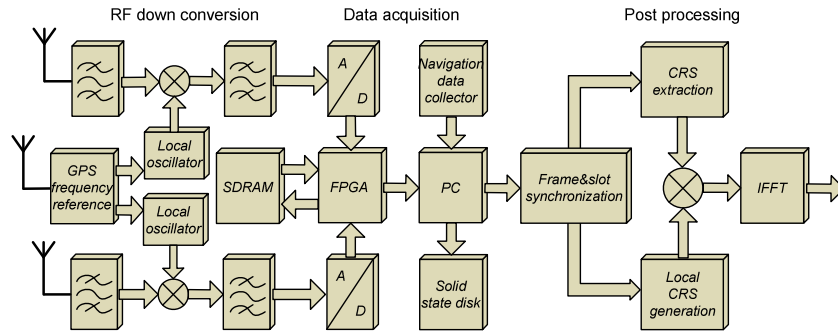 RF down conversion
Data acquisition
Post processing
A
D
Navigation
data
collector
CRS
extraction
Local
oscillator
GPS
frequency
reference
SDRAM
FPGA
PC
Frame&slot
synchronization
IFFT
Local
oscillator
A
D
Solid
state disk
Local
CRS
generation